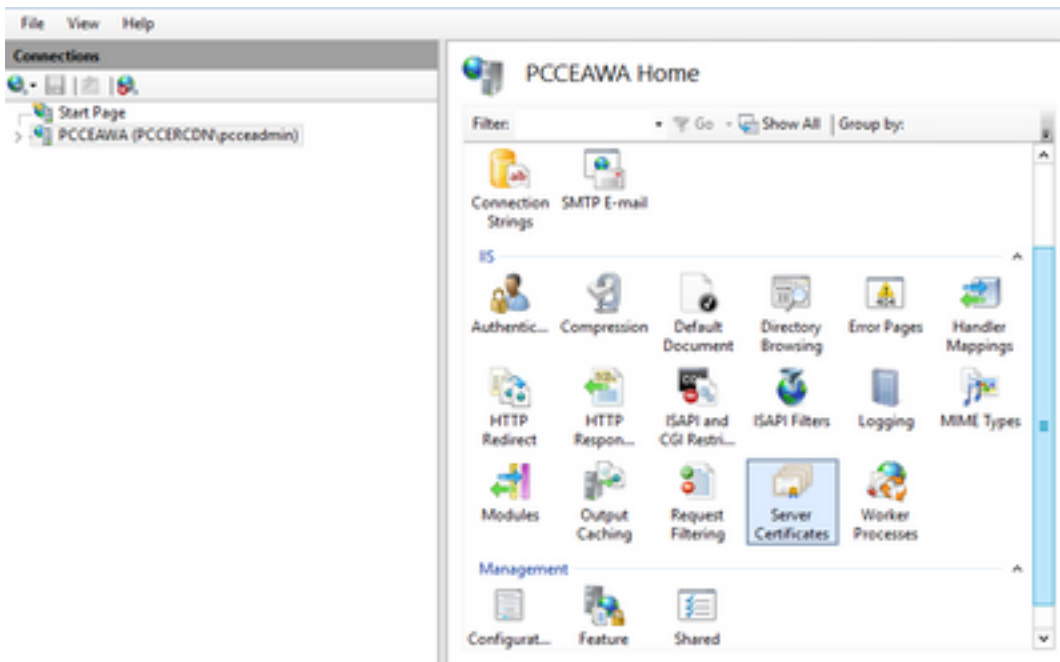 File View Help
Connections
Start Page
PCCEAWA (PCCERCDN\pcceadmin)
PCCEAWA Home
Filter: Go Show All Group by:
Connection Strings
SMTP E-mail
IIS
Authentic...
Compression
Default Document
Directory Browsing
Error Pages
Handler Mappings
HTTP Redirect
HTTP Respon...
ISAPI and CGI Restri...
ISAPI Filters
Logging
MIME Types
Modules
Output Caching
Request Filtering
Server Certificates
Worker Processes
Management
Configurat...
Feature
Shared